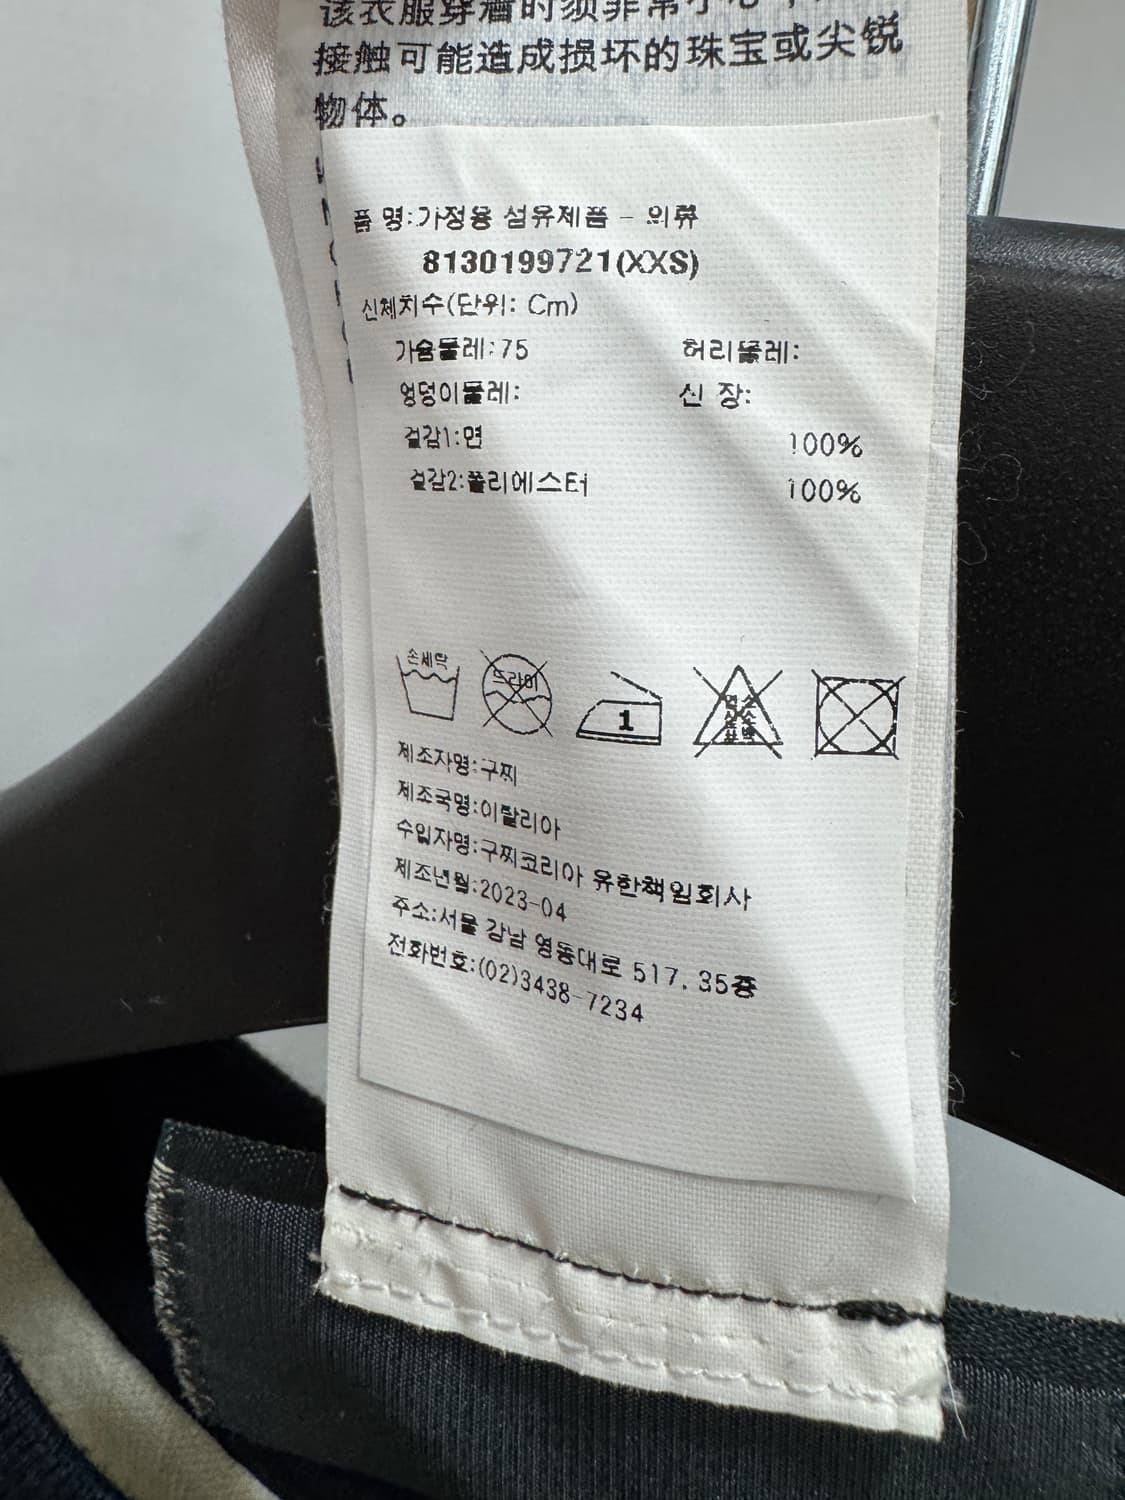 该衣服穿着时须非常小心
接触可能造成损坏的珠宝或尖锐
物体。
품 명:가정용 섬유제품 - 의류
8130199721(XXS)
신체치수(단위: Cm)
가슴둘레:75 허리둘레:
엉덩이둘레: 신 장:
겉감1:면 100%
겉감2:폴리에스터 100%
손세탁
드라이
1
염소
산소
표백
제조자명:구찌
제조국명:이탈리아
수입자명:구찌코리아 유한책임회사
제조년월:2023-04
주소:서울 강남 영동대로 517, 35층
전화번호:(02)3438-7234